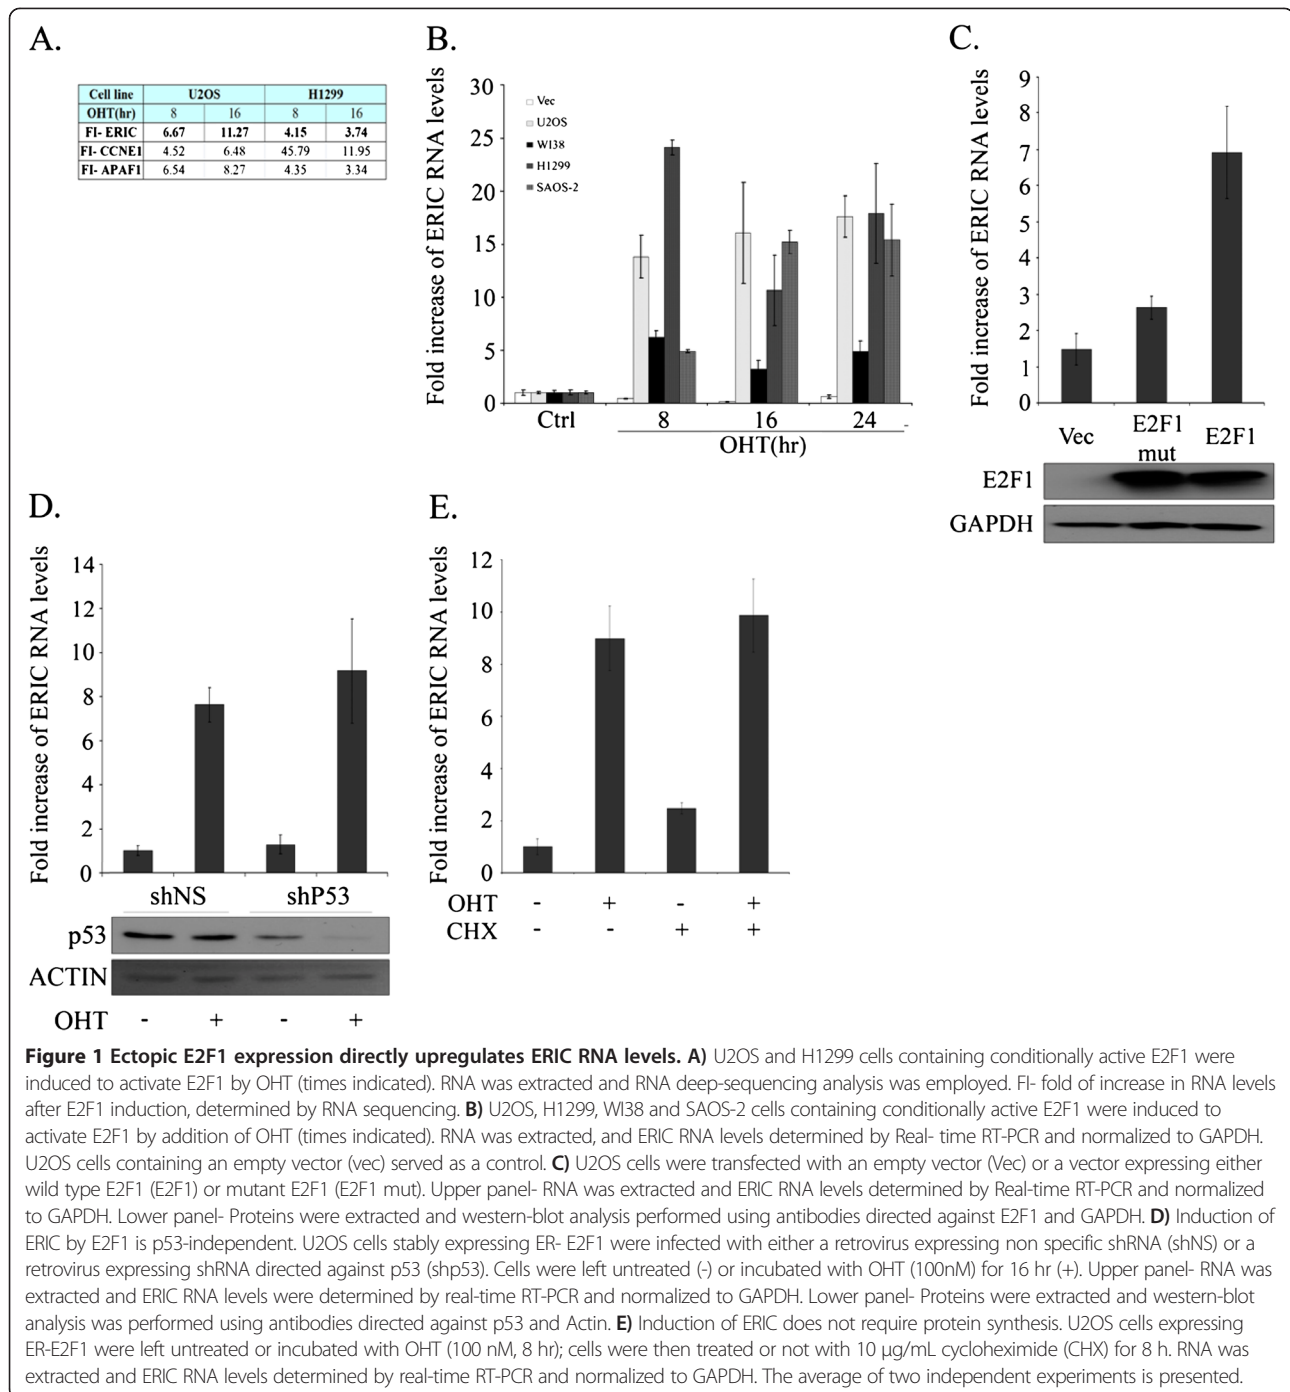 A.
Cell line U2OS H1299
OHT(hr) 8 16 8 16
FI- ERIC 6.67 11.27 4.15 3.74
FI- CCNE1 4.52 6.48 45.79 11.95
FI- APAF1 6.54 8.27 4.35 3.34
B.
Fold increase of ERIC RNA levels
30
25
20
15
10
5
0
Vec
U2OS
WI38
H1299
SAOS-2
Ctrl 8 16 24
OHT(hr)
C.
Fold increase of ERIC RNA levels
9
8
7
6
5
4
3
2
1
0
Vec E2F1 mut E2F1
E2F1
GAPDH
D.
Fold increase of ERIC RNA levels
14
12
10
8
6
4
2
0
shNS shP53
p53
ACTIN
OHT - + - +
E.
Fold increase of ERIC RNA levels
12
10
8
6
4
2
0
OHT - + - +
CHX - - + +
Figure 1 Ectopic E2F1 expression directly upregulates ERIC RNA levels. A) U2OS and H1299 cells containing conditionally active E2F1 were
induced to activate E2F1 by OHT (times indicated). RNA was extracted and RNA deep-sequencing analysis was employed. FI- fold of increase in RNA levels
after E2F1 induction, determined by RNA sequencing. B) U2OS, H1299, WI38 and SAOS-2 cells containing conditionally active E2F1 were induced to
activate E2F1 by addition of OHT (times indicated). RNA was extracted, and ERIC RNA levels determined by Real- time RT-PCR and normalized to GAPDH.
U2OS cells containing an empty vector (vec) served as a control. C) U2OS cells were transfected with an empty vector (Vec) or a vector expressing either
wild type E2F1 (E2F1) or mutant E2F1 (E2F1 mut). Upper panel- RNA was extracted and ERIC RNA levels determined by Real-time RT-PCR and normalized
to GAPDH. Lower panel- Proteins were extracted and western-blot analysis performed using antibodies directed against E2F1 and GAPDH. D) Induction of
ERIC by E2F1 is p53-independent. U2OS cells stably expressing ER- E2F1 were infected with either a retrovirus expressing non specific shRNA (shNS) or a
retrovirus expressing shRNA directed against p53 (shp53). Cells were left untreated (-) or incubated with OHT (100nM) for 16 hr (+). Upper panel- RNA was
extracted and ERIC RNA levels were determined by real-time RT-PCR and normalized to GAPDH. Lower panel- Proteins were extracted and western-blot
analysis was performed using antibodies directed against p53 and Actin. E) Induction of ERIC does not require protein synthesis. U2OS cells expressing
ER-E2F1 were left untreated or incubated with OHT (100 nM, 8 hr); cells were then treated or not with 10 μg/mL cycloheximide (CHX) for 8 h. RNA was
extracted and ERIC RNA levels determined by real-time RT-PCR and normalized to GAPDH. The average of two independent experiments is presented.